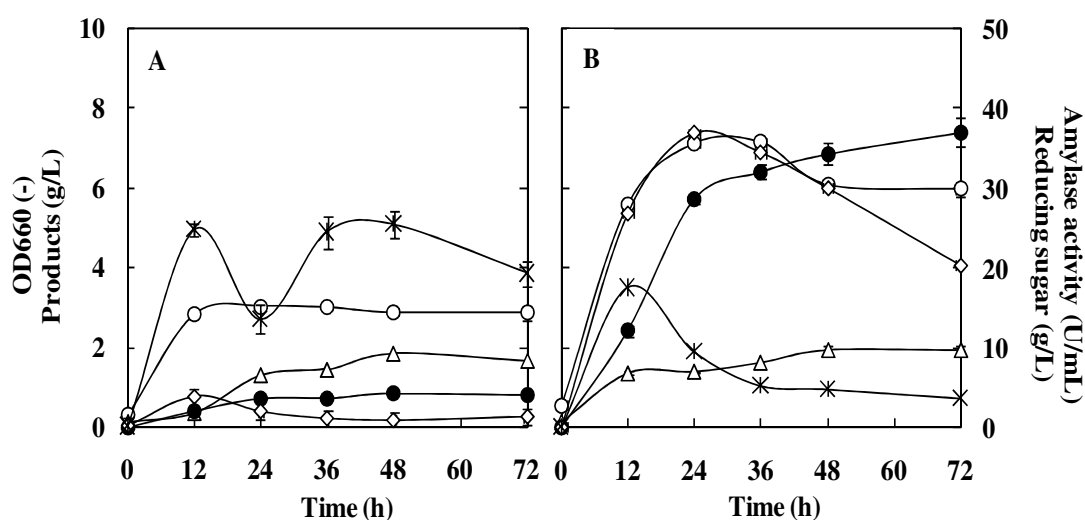 OD660 (-)
Products (g/L)
10
8
6
4
2
0
A
0 12 24 36 48 60 72
Time (h)
B
0 12 24 36 48 60 72
Time (h)
50
40
30
20
10
0
Amylase activity (U/mL)
Reducing sugar (g/L)